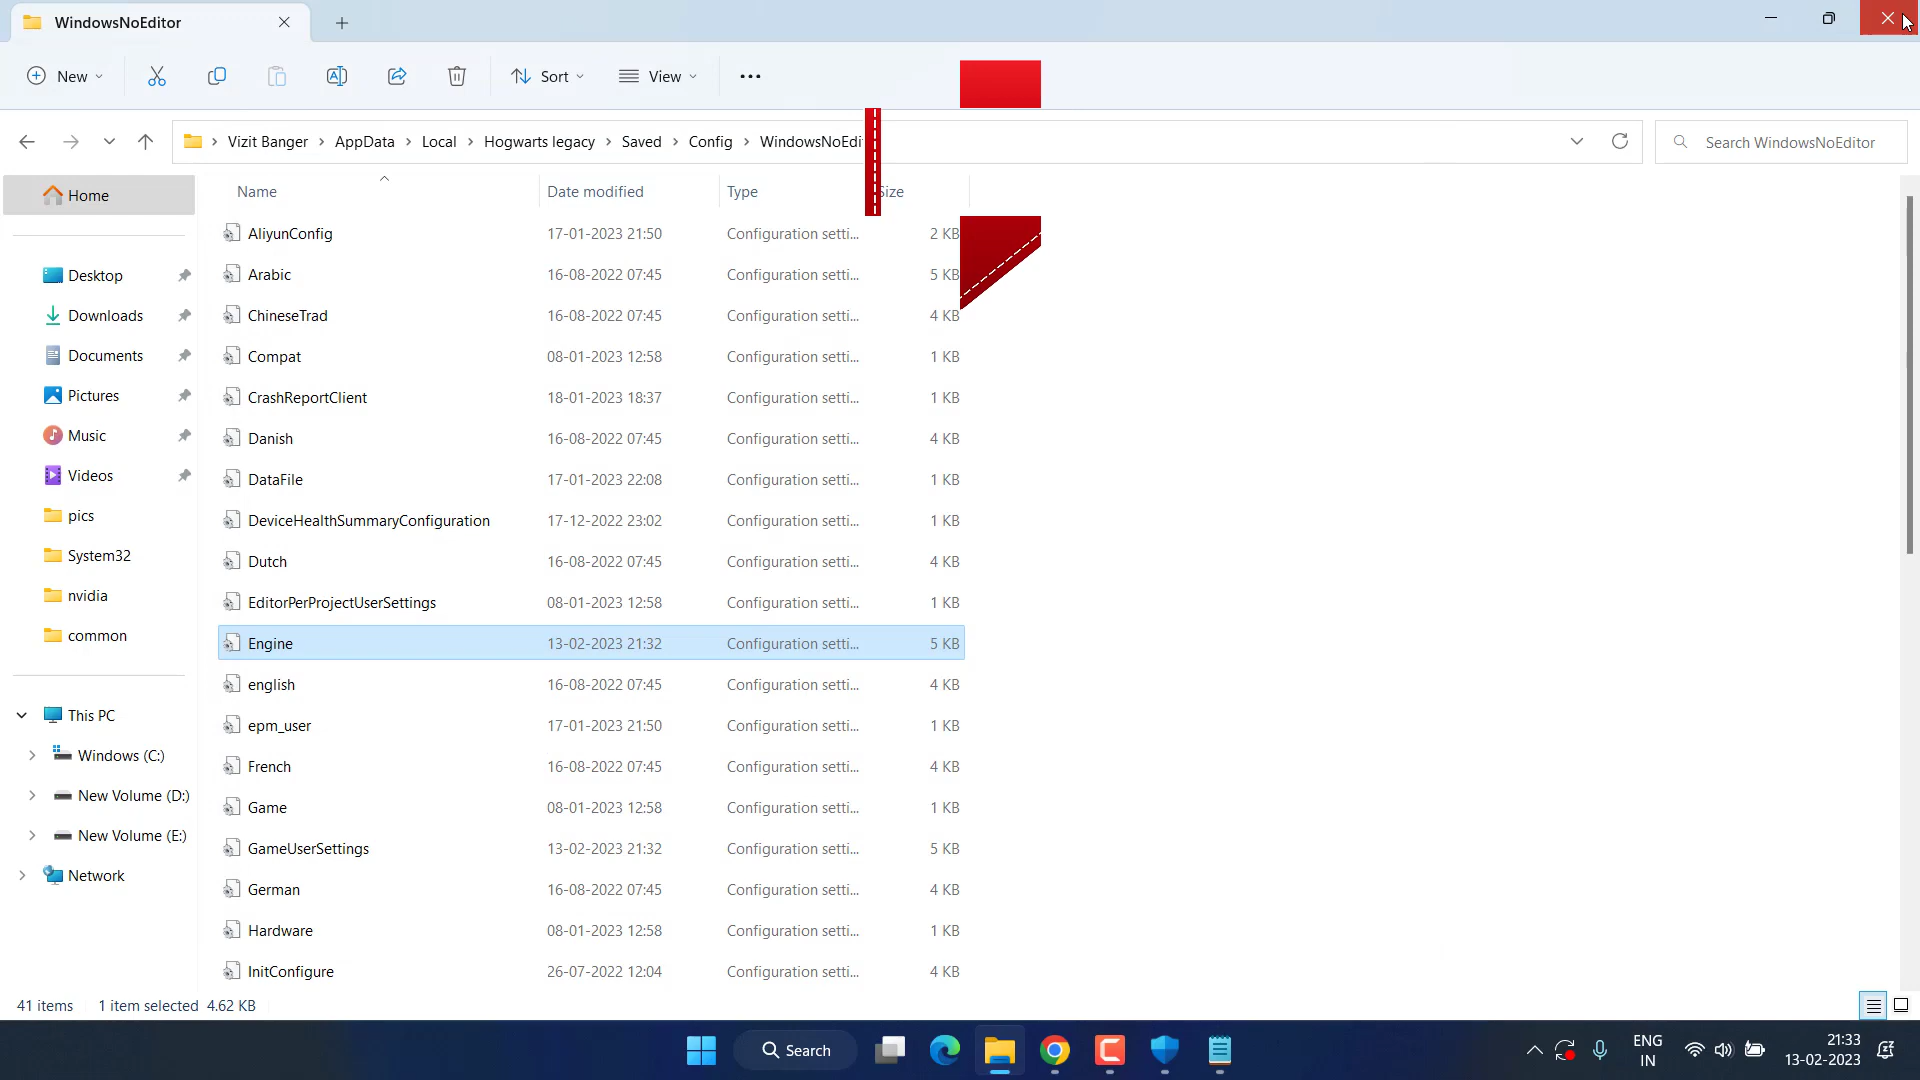 WindowsNoEditor
New
Sort
View
Vizit Banger > AppData > Local > Hogwarts legacy > Saved > Config > WindowsNoEdi
Search WindowsNoEditor
Home
Desktop
Downloads
Documents
Pictures
Music
Videos
pics
System32
nvidia
common
This PC
Windows (C:)
New Volume (D:)
New Volume (E:)
Network
Name Date modified Type Size
AliyunConfig 17-01-2023 21:50 Configuration setti... 2 KB
Arabic 16-08-2022 07:45 Configuration setti... 5 KB
ChineseTrad 16-08-2022 07:45 Configuration setti... 4 KB
Compat 08-01-2023 12:58 Configuration setti... 1 KB
CrashReportClient 18-01-2023 18:37 Configuration setti... 1 KB
Danish 16-08-2022 07:45 Configuration setti... 4 KB
DataFile 17-01-2023 22:08 Configuration setti... 1 KB
DeviceHealthSummaryConfiguration 17-12-2022 23:02 Configuration setti... 1 KB
Dutch 16-08-2022 07:45 Configuration setti... 4 KB
EditorPerProjectUserSettings 08-01-2023 12:58 Configuration setti... 1 KB
Engine 13-02-2023 21:32 Configuration setti... 5 KB
english 16-08-2022 07:45 Configuration setti... 4 KB
epm_user 17-01-2023 21:50 Configuration setti... 1 KB
French 16-08-2022 07:45 Configuration setti... 4 KB
Game 08-01-2023 12:58 Configuration setti... 1 KB
GameUserSettings 13-02-2023 21:32 Configuration setti... 5 KB
German 16-08-2022 07:45 Configuration setti... 4 KB
Hardware 08-01-2023 12:58 Configuration setti... 1 KB
InitConfigure 26-07-2022 12:04 Configuration setti... 4 KB
41 items 1 item selected 4.62 KB
Search
ENG
IN
21:33
13-02-2023